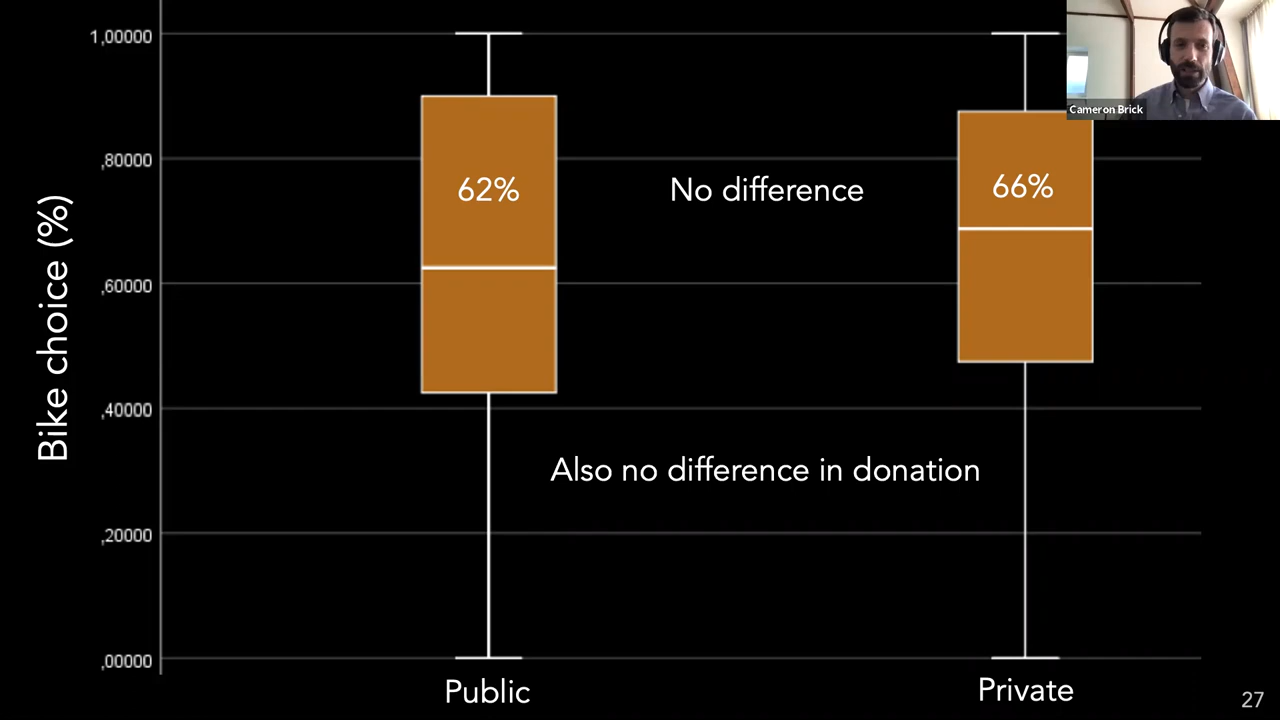 1,00000
Cameron Brick
,80000
62%
No difference
66%
Bike choice (%)
,60000
,40000
Also no difference in donation
,20000
,00000
Public
Private
27